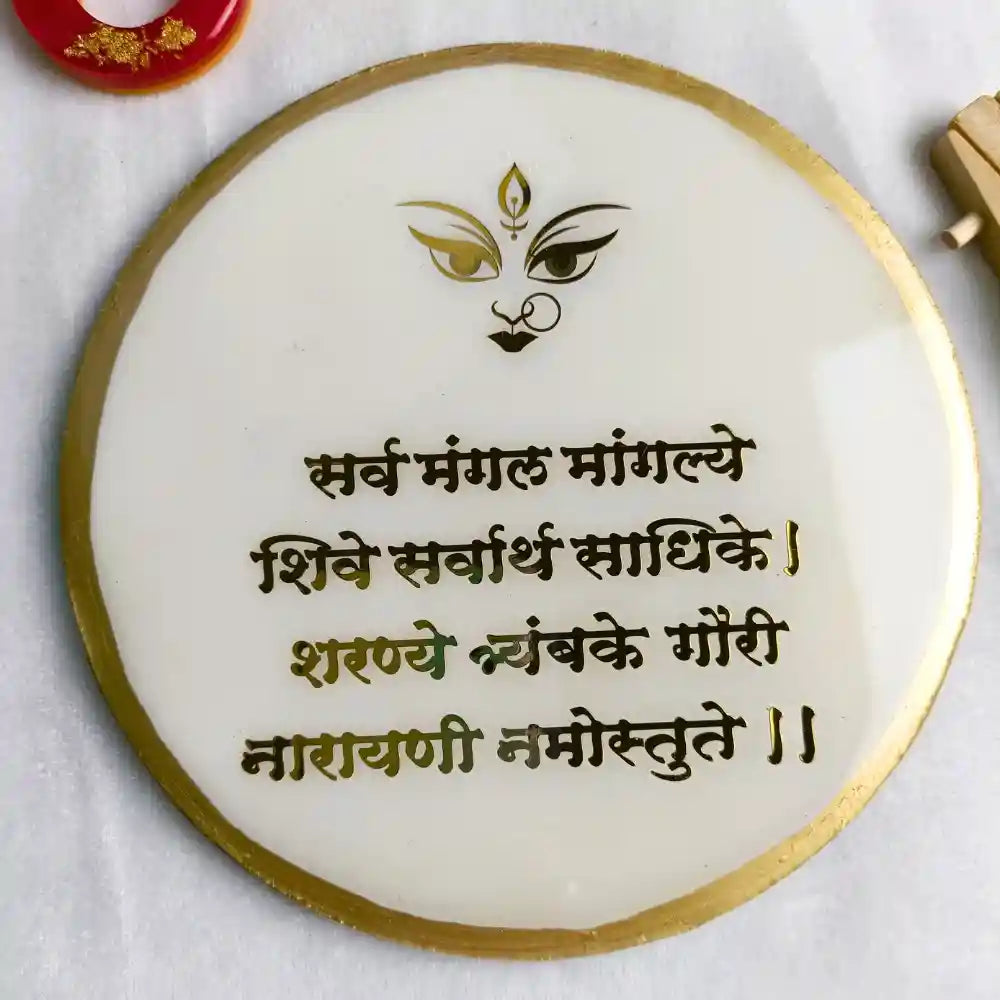 सर्व मंगल मांगल्ये
शिवे सर्वार्थ साधिके|
शरण्ये त्र्यंबके गौरी
नारायणी नमोस्तुते ||